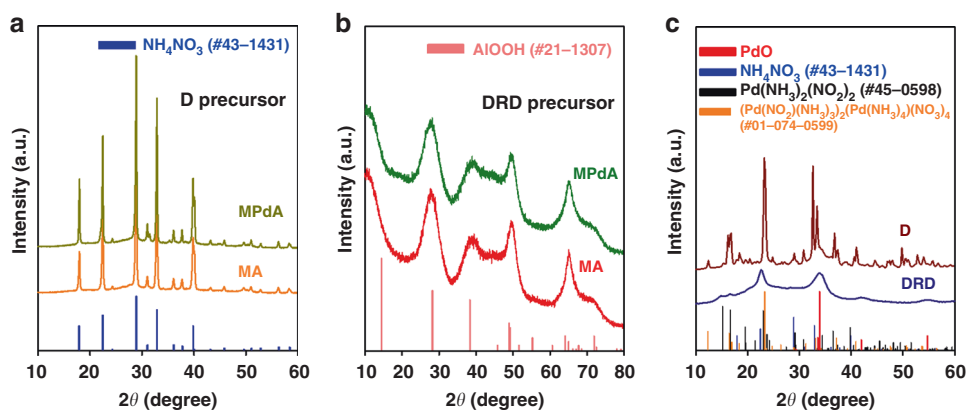 a
NH₄NO₃ (#43–1431)
D precursor
MPdA
MA
Intensity (a.u.)
10 20 30 40 50 60
2θ (degree)
b
AlOOH (#21–1307)
DRD precursor
MPdA
MA
Intensity (a.u.)
10 20 30 40 50 60 70 80
2θ (degree)
c
PdO
NH₄NO₃ (#43–1431)
Pd(NH₃)₂(NO₂)₂ (#45–0598)
(Pd(NO₂)(NH₃)₃)₂(Pd(NH₃)₄)(NO₃)₄
(#01–074–0599)
D
DRD
Intensity (a.u.)
10 20 30 40 50 60
2θ (degree)